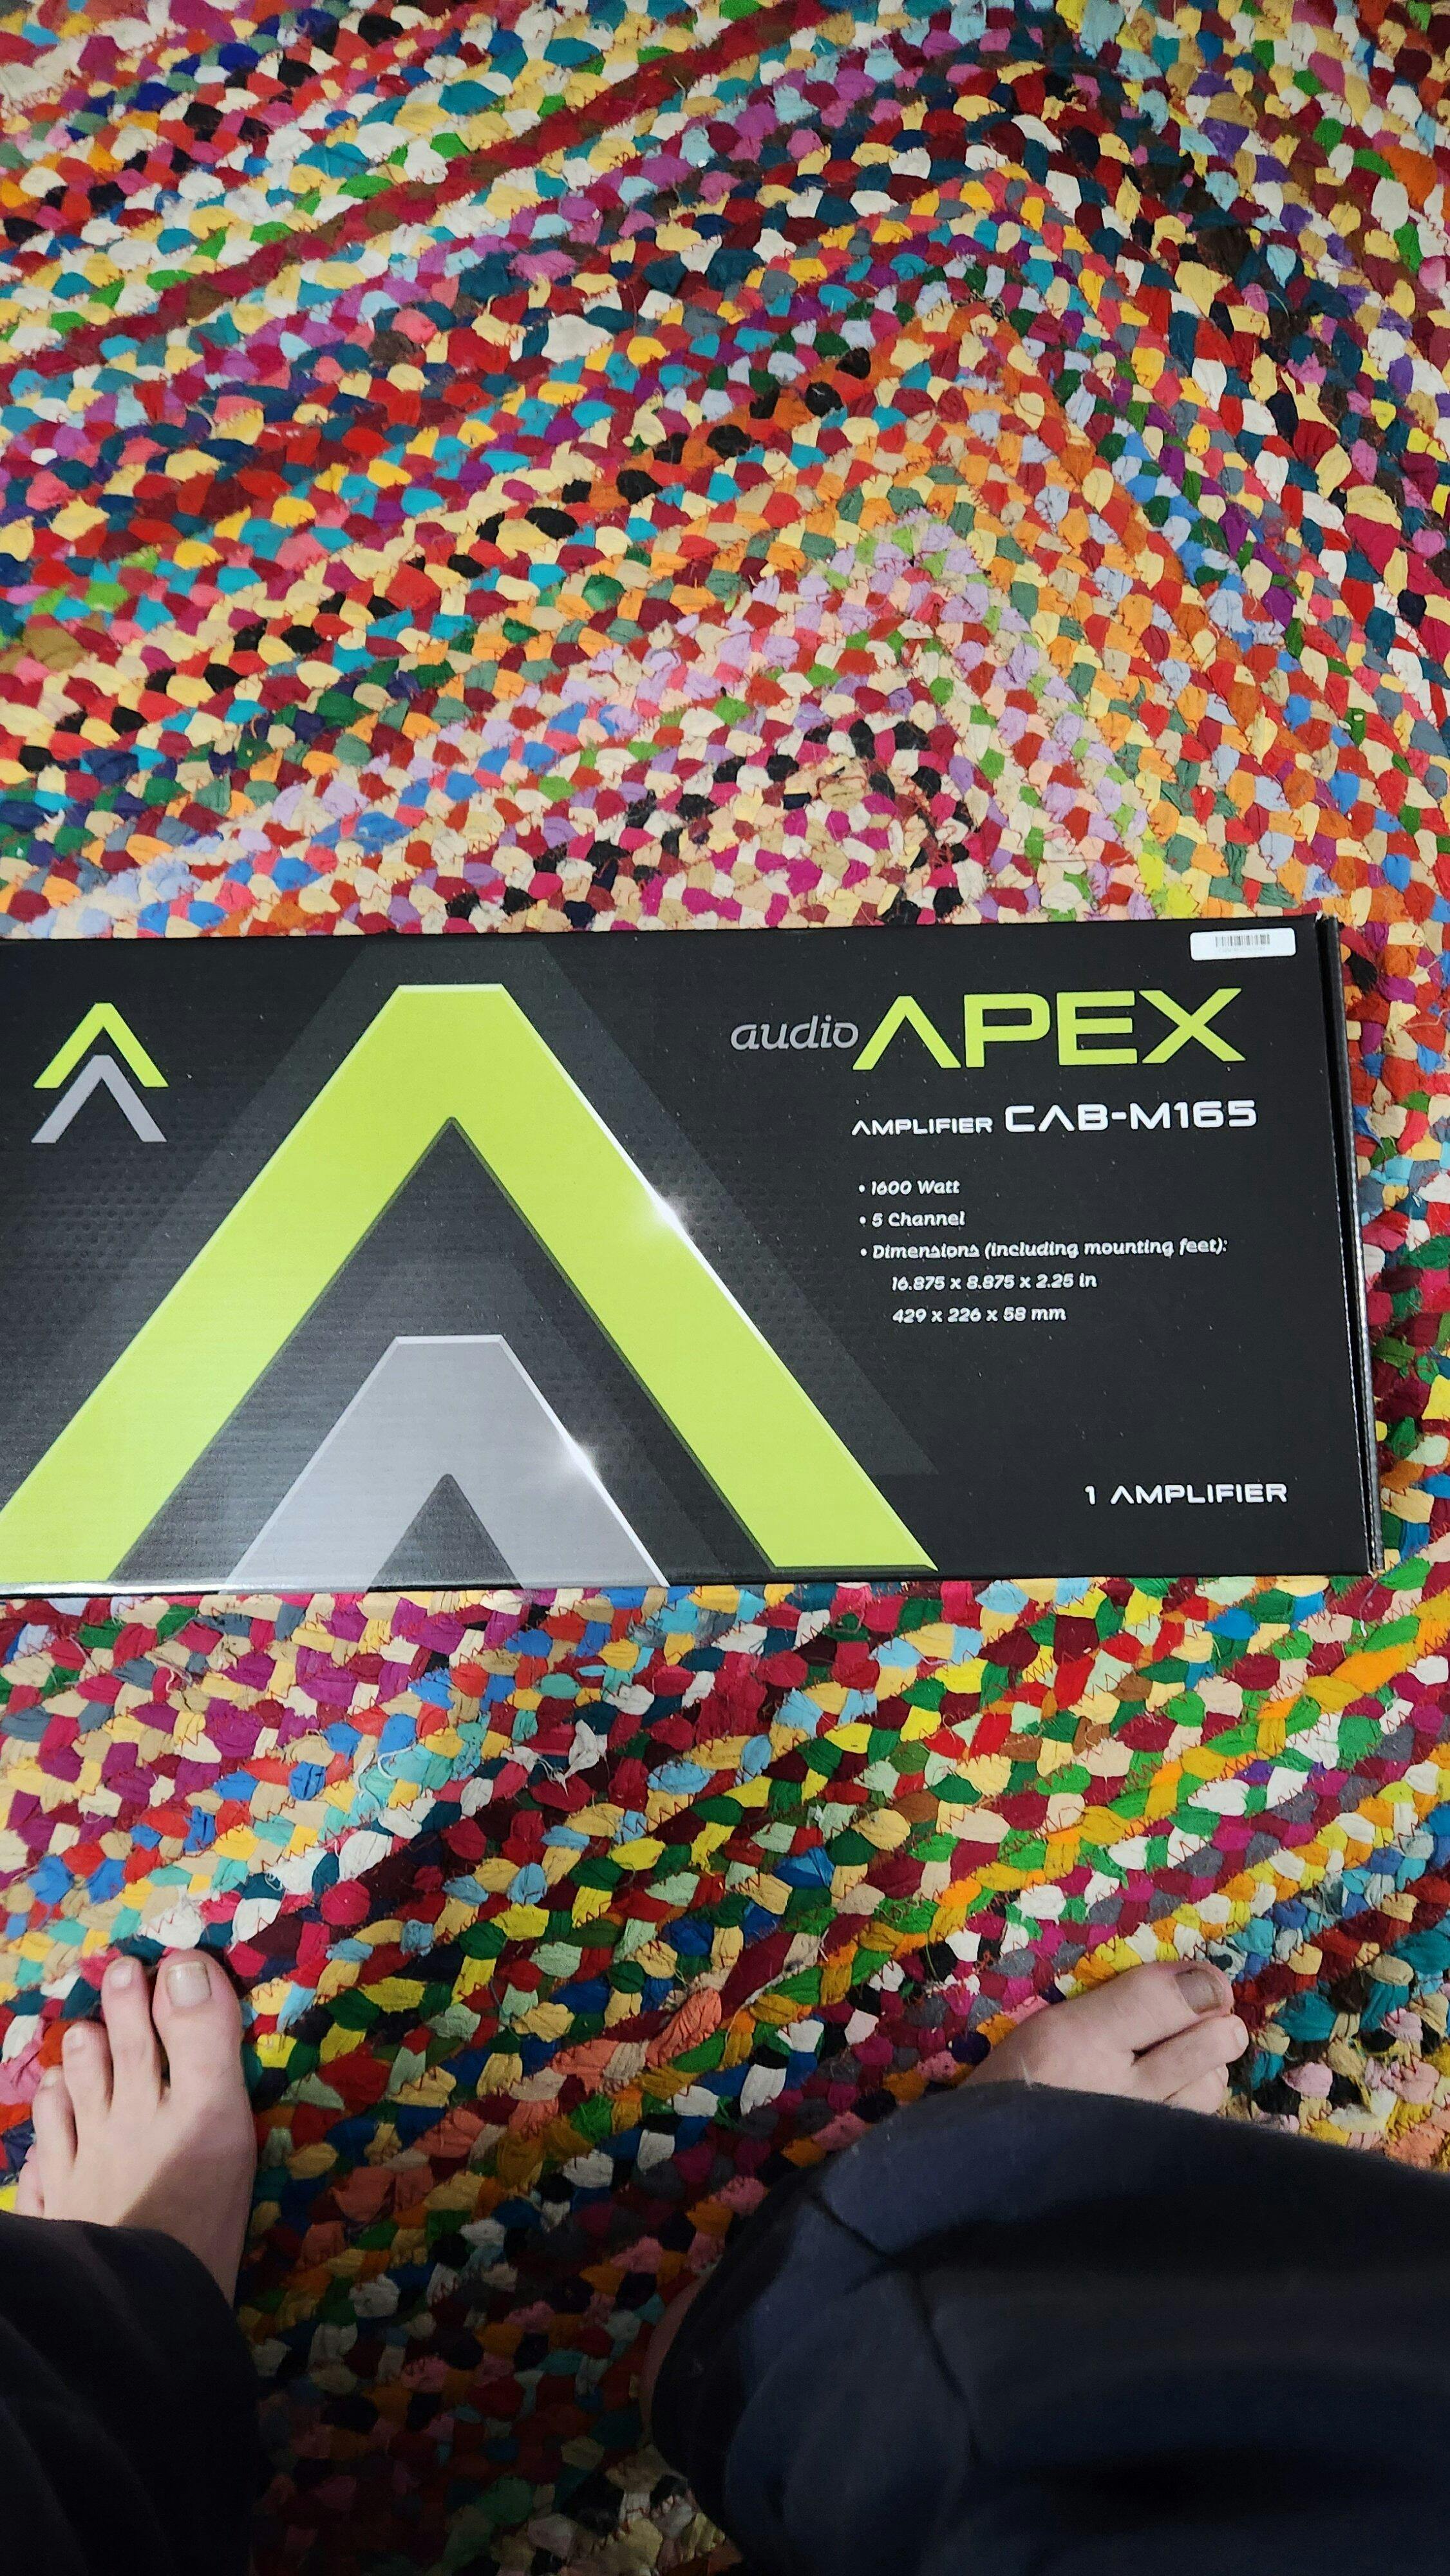 audio APEX
AMPLIFIER CAB-M165
• 1600 Watt
• 5 Channel
• Dimensions (including mounting feet):
16.875 x 8.875 x 2.25 in
429 x 226 x 58 mm
1 AMPLIFIER